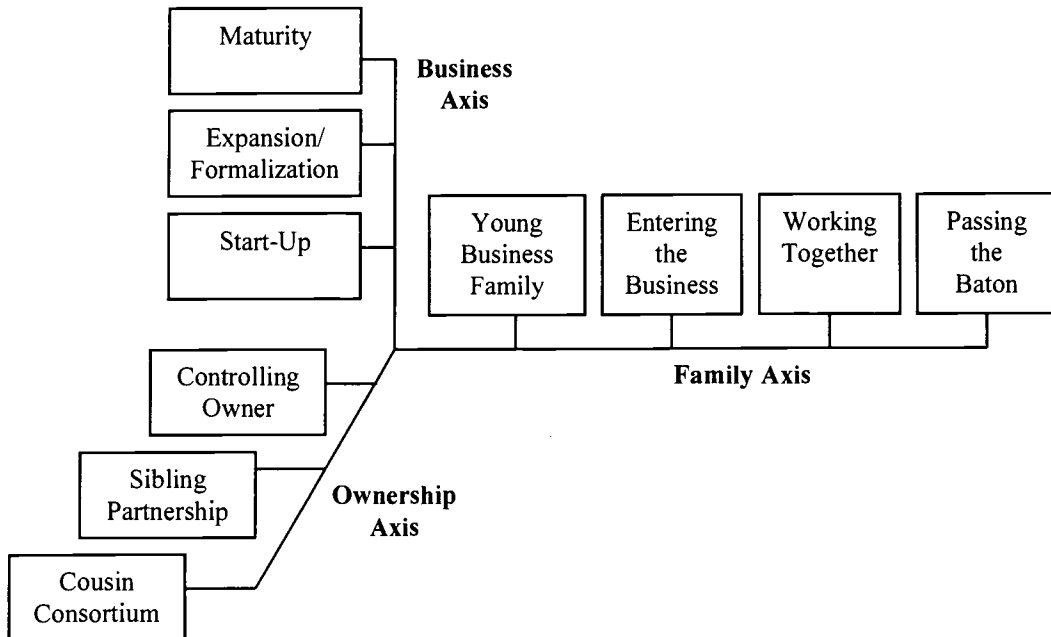 Maturity
Business
Axis
Expansion/
Formalization
Start-Up
Young
Business
Family
Entering
the
Business
Working
Together
Passing
the
Baton
Family Axis
Controlling
Owner
Sibling
Partnership
Ownership
Axis
Cousin
Consortium